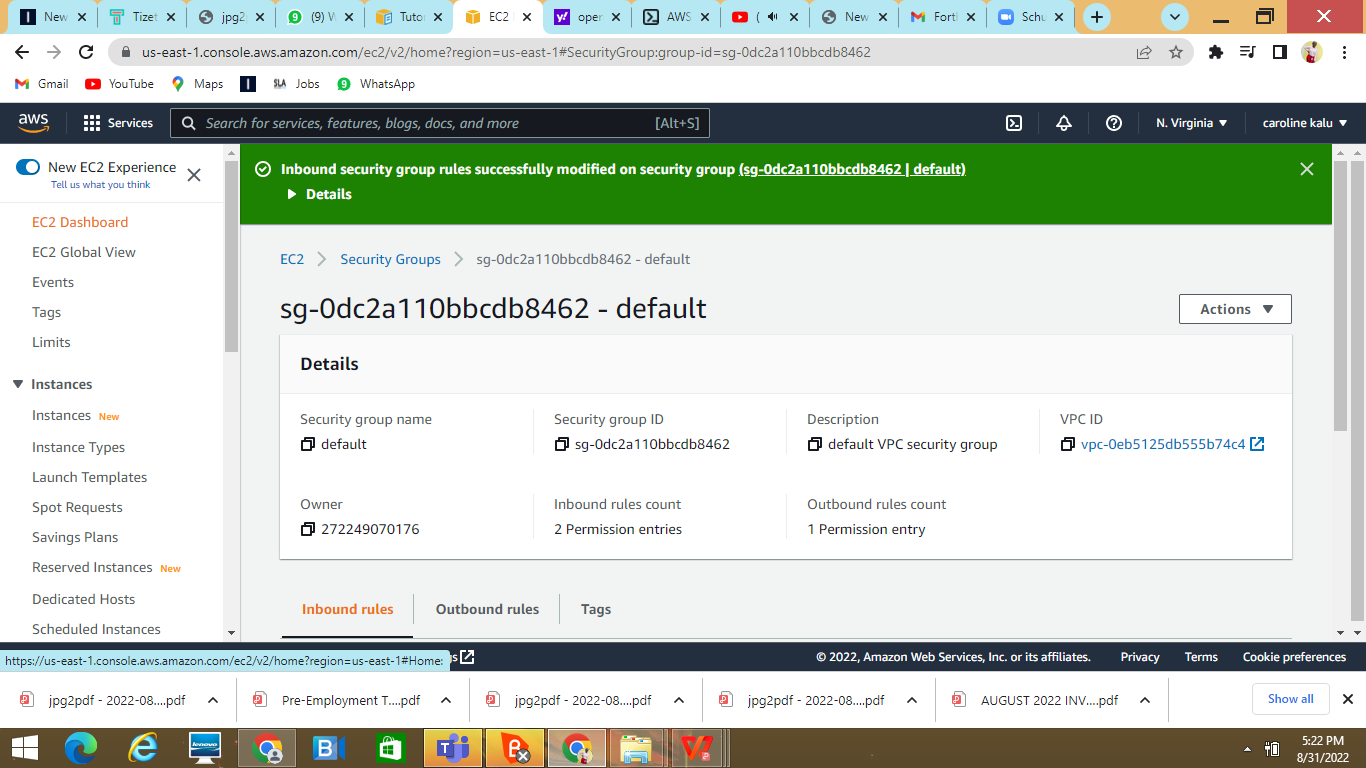 New
Tizet
jpg2
(9) W
Tutor
EC2
oper
AWS
New
Forth
Schu
us-east-1.console.aws.amazon.com/ec2/v2/home?region=us-east-1#SecurityGroup:group-id=sg-0dc2a110bbcdb8462
Gmail YouTube Maps SLA Jobs WhatsApp
aws Services Search for services, features, blogs, docs, and more [Alt+S] N. Virginia caroline kalu
New EC2 Experience
Tell us what you think
EC2 Dashboard
EC2 Global View
Events
Tags
Limits
Instances
Instances New
Instance Types
Launch Templates
Spot Requests
Savings Plans
Reserved Instances New
Dedicated Hosts
Scheduled Instances
Inbound security group rules successfully modified on security group (sg-0dc2a110bbcdb8462 | default)
Details
EC2 > Security Groups > sg-0dc2a110bbcdb8462 - default
sg-0dc2a110bbcdb8462 - default
Actions
Details
Security group name
default
Security group ID
sg-0dc2a110bbcdb8462
Description
default VPC security group
VPC ID
vpc-0eb5125db555b74c4
Owner
272249070176
Inbound rules count
2 Permission entries
Outbound rules count
1 Permission entry
Inbound rules Outbound rules Tags
https://us-east-1.console.aws.amazon.com/ec2/v2/home?region=us-east-1#Home:
© 2022, Amazon Web Services, Inc. or its affiliates. Privacy Terms Cookie preferences
jpg2pdf - 2022-08....pdf
Pre-Employment T....pdf
jpg2pdf - 2022-08....pdf
jpg2pdf - 2022-08....pdf
AUGUST 2022 INV....pdf
Show all
lenovo
5:22 PM
8/31/2022